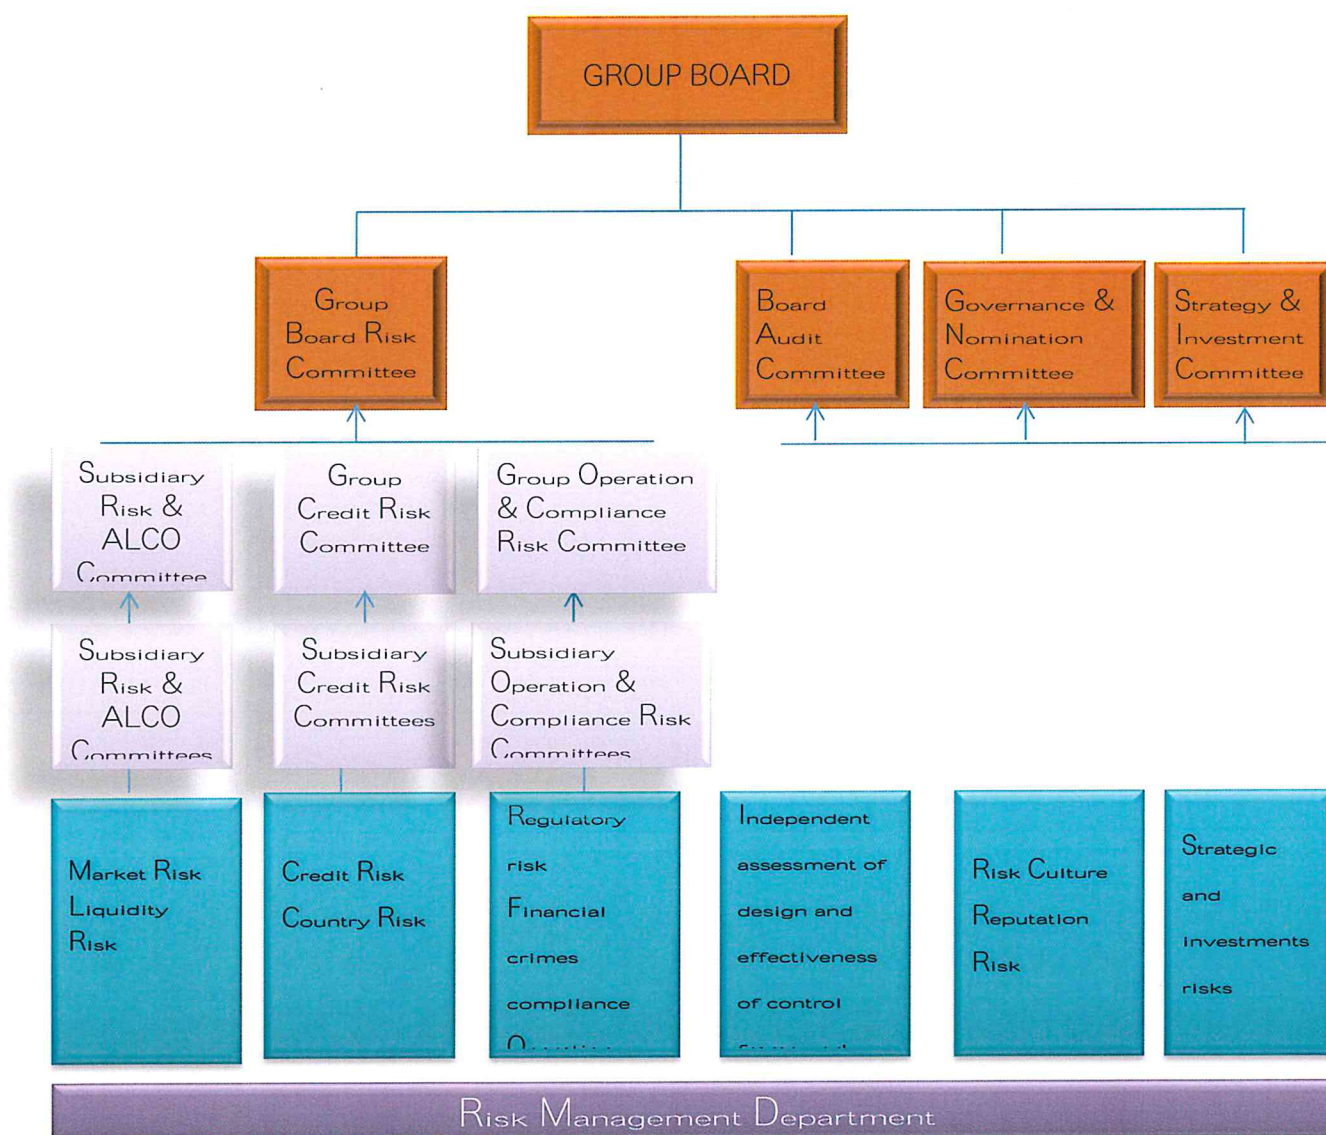 GROUP BOARD
Group
Board Risk
Committee
Board
Audit
Committee
Governance &
Nomination
Committee
Strategy &
Investment
Committee
Subsidiary
Risk &
ALCO
Committee
Group
Credit Risk
Committee
Group Operation
& Compliance
Risk Committee
Subsidiary
Risk &
ALCO
Committees
Subsidiary
Credit Risk
Committees
Subsidiary
Operation &
Compliance Risk
Committees
Market Risk
Liquidity
Risk
Credit Risk
Country Risk
Regulatory
risk
Financial
crimes
compliance
Independent
assessment of
design and
effectiveness
of control
Risk Culture
Reputation
Risk
Strategic
and
investments
risks
Risk Management Department